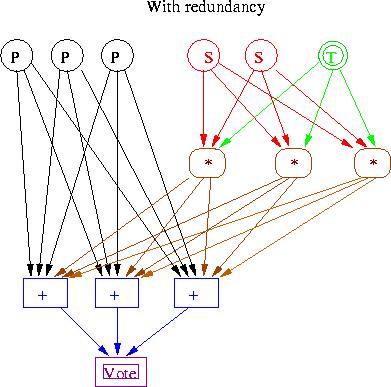 With redundancy
P P P S S T
* * *
+ + +
Vote